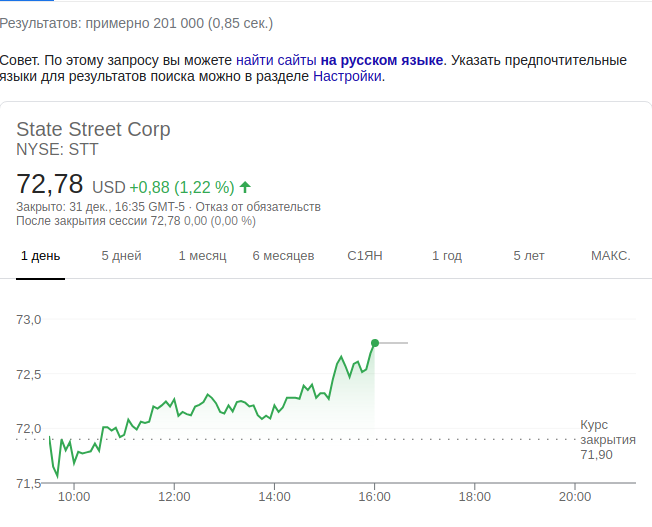 Результатов: примерно 201 000 (0,85 сек.)
Совет. По этому запросу вы можете найти сайты на русском языке. Указать предпочтительные
языки для результатов поиска можно в разделе Настройки.
State Street Corp
NYSE: STT
72,78 USD +0,88 (1,22 %)
Закрыто: 31 дек., 16:35 GMT-5 · Отказ от обязательств
После закрытия сессии 72,78 0,00 (0,00 %)
1 день 5 дней 1 месяц 6 месяцев С1ЯН 1 год 5 лет МАКС.
73,0
72,5
72,0
Курс
закрытия
71,90
71,5
10:00 12:00 14:00 16:00 18:00 20:00